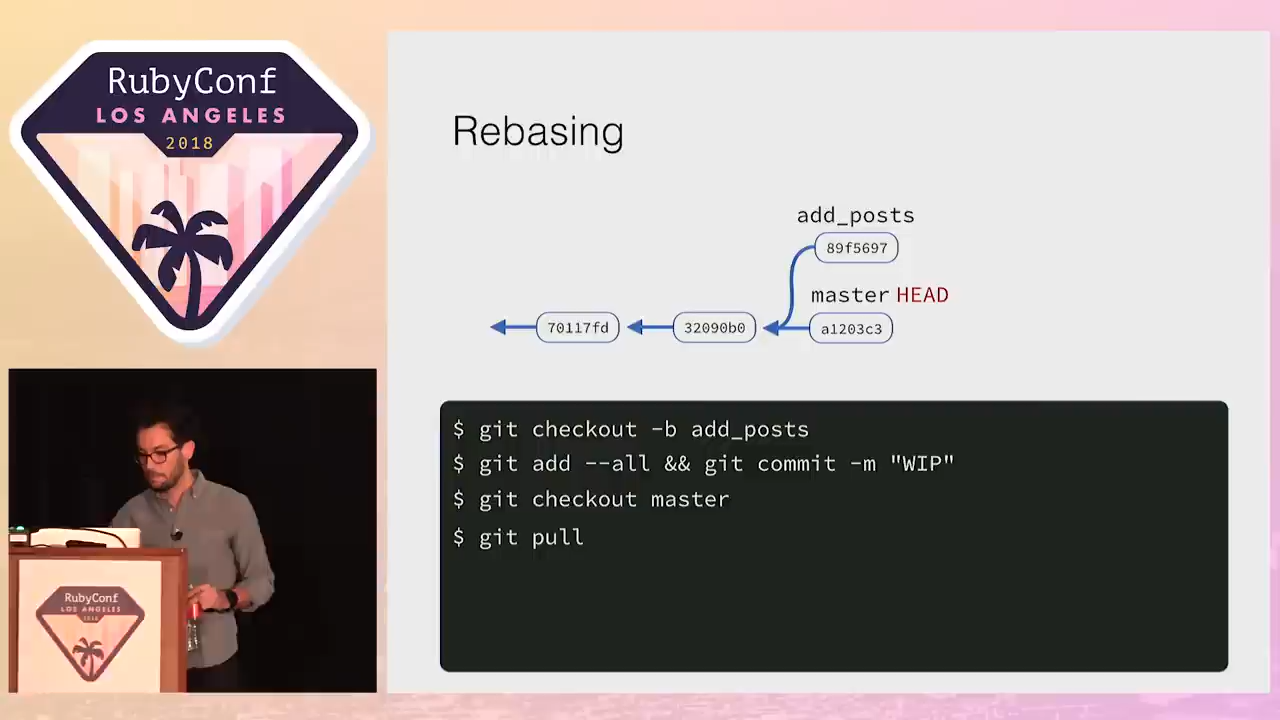 RubyConf
LOS ANGELES
2018
Rebasing
add_posts
89f5697
master HEAD
70117fd
32090b0
a1203c3
$ git checkout -b add_posts
$ git add --all && git commit -m "WIP"
$ git checkout master
$ git pull
RubyConf
LOS ANGELES
2018